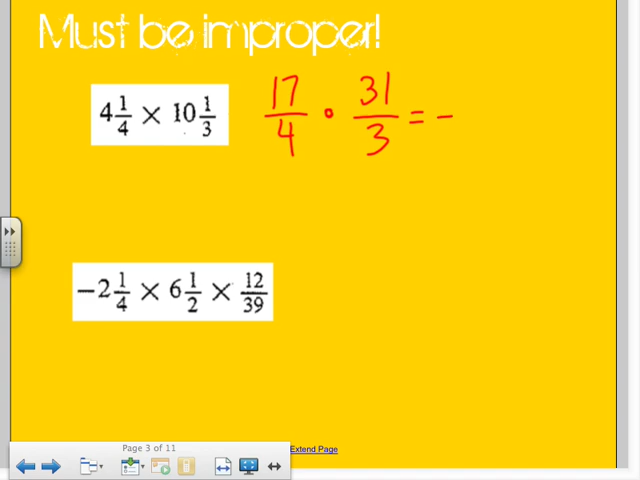 Must be improper!
4 1/4 × 10 1/3 17/4 · 31/3 = –
−2 1/4 × 6 1/2 × 12/39
Page 3 of 11
Extend Page